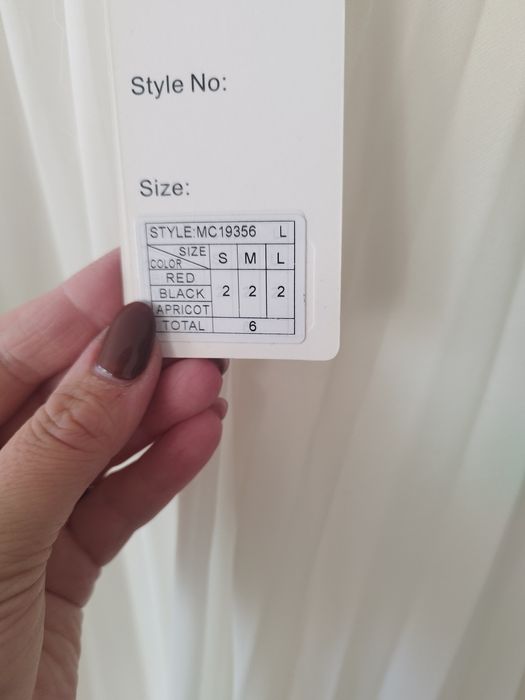 Style No:
Size:
STYLE:MC19356 L
SIZE S M L
COLOR
RED
BLACK 2 2 2
APRICOT
TOTAL 6